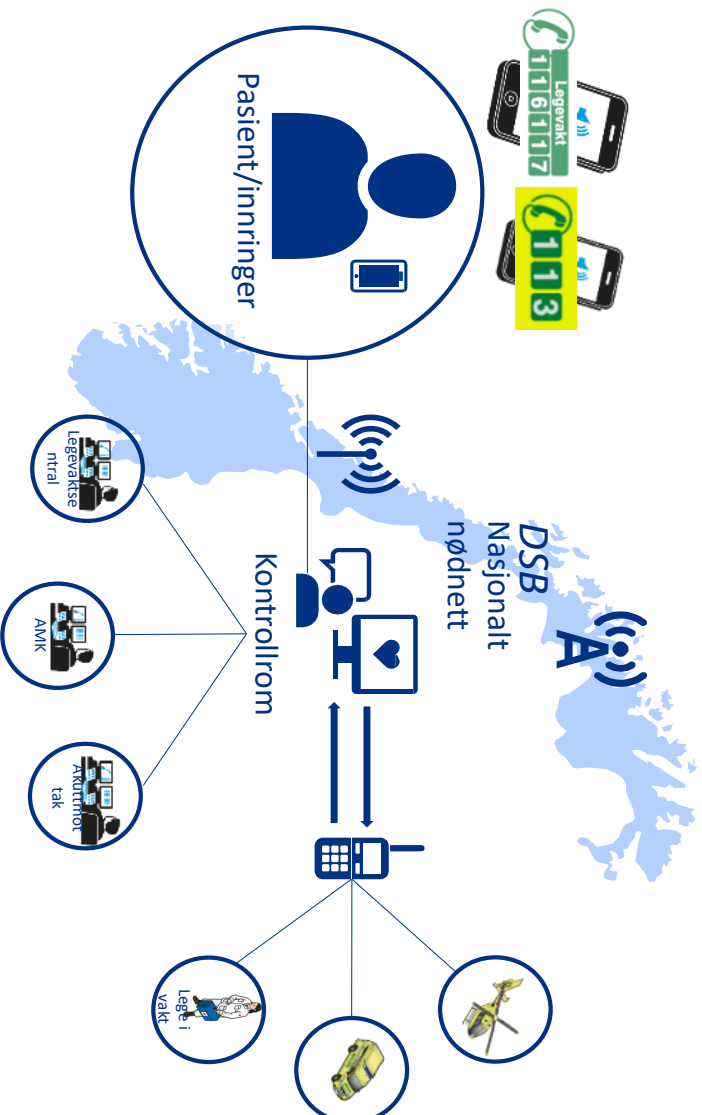 Legevakt
116117
113
Pasient/innringer
DSB
Nasjonalt
nødnett
Kontrollrom
Legevaktse
ntral
AMK
Akuttmot
tak
Lege i
vakt